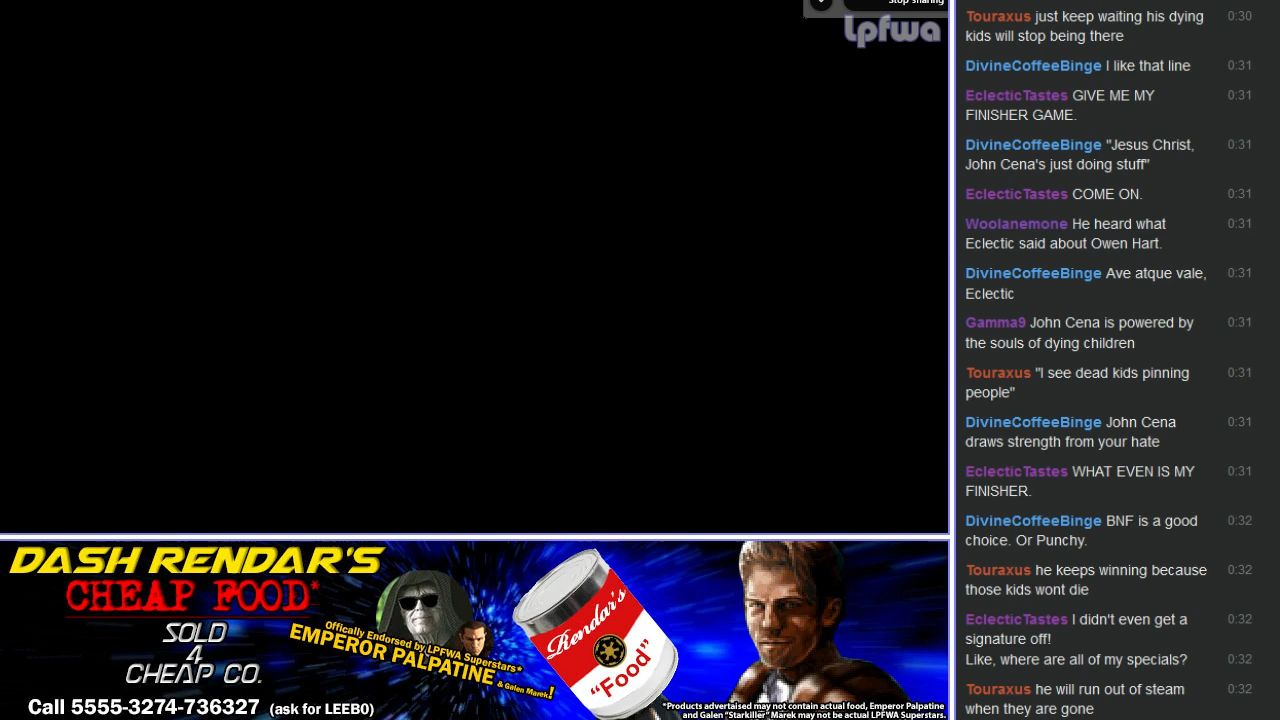 Stop sharing
Lpfwa
Touraxus just keep waiting his dying 0:30
kids will stop being there
DivineCoffeeBinge I like that line 0:31
EclecticTastes GIVE ME MY 0:31
FINISHER GAME.
DivineCoffeeBinge "Jesus Christ, 0:31
John Cena's just doing stuff"
EclecticTastes COME ON. 0:31
Woolanemone He heard what 0:31
Eclectic said about Owen Hart.
DivineCoffeeBinge Ave atque vale, 0:31
Eclectic
Gamma9 John Cena is powered by 0:31
the souls of dying children
Touraxus "I see dead kids pinning 0:31
people"
DivineCoffeeBinge John Cena 0:31
draws strength from your hate
EclecticTastes WHAT EVEN IS MY 0:31
FINISHER.
DivineCoffeeBinge BNF is a good 0:32
choice. Or Punchy.
Touraxus he keeps winning because 0:32
those kids wont die
EclecticTastes I didn't even get a 0:32
signature off!
Like, where are all of my specials? 0:32
Touraxus he will run out of steam 0:32
when they are gone
DASH RENDAR'S
CHEAP FOOD*
SOLD
4
CHEAP CO.
Call 5555-3274-736327 (ask for LEEB0)
Offically Endorsed by LPFWA Superstars*
EMPEROR PALPATINE
& Galen Marek!
Rendar's
"Food"
*Products advertaised may not contain actual food, Emperor Palpatine
and Galen "Starkiller" Marek may not be actual LPFWA Superstars.